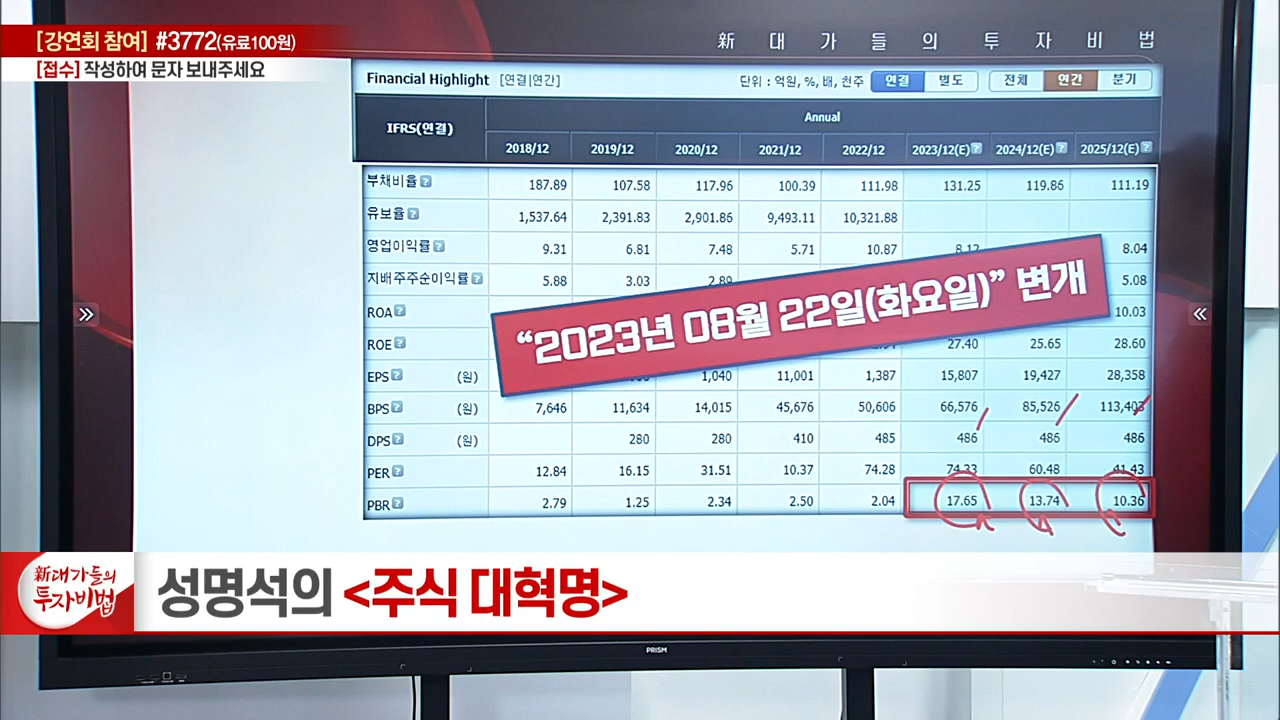 [강연회 참여] #3772(유료100원)
[접수] 작성하여 문자 보내주세요
新 대 가 들 의 투 자 비 법
Financial Highlight [연결|연간] 단위 : 억원, %, 배, 천주 연결 별도 전체 연간 분기
IFRS(연결) Annual
2018/12 2019/12 2020/12 2021/12 2022/12 2023/12(E) 2024/12(E) 2025/12(E)
부채비율 187.89 107.58 117.96 100.39 111.98 131.25 119.86 111.19
유보율 1,537.64 2,391.83 2,901.86 9,493.11 10,321.88
영업이익률 9.31 6.81 7.48 5.71 10.87 8.12 8.04
지배주주순이익률 5.88 3.03 2.89 5.08
“2023년 08월 22일(화요일)” 변개
ROA 10.03
ROE 27.40 25.65 28.60
EPS (원) 1,040 11,001 1,387 15,807 19,427 28,358
BPS (원) 7,646 11,634 14,015 45,676 50,606 66,576 85,526 113,403
DPS (원) 280 280 410 485 486 486 486
PER 12.84 16.15 31.51 10.37 74.28 74.33 60.48 41.43
PBR 2.79 1.25 2.34 2.50 2.04 17.65 13.74 10.36
新대가들의
투자비법
성명석의 <주식 대혁명>
PRISM